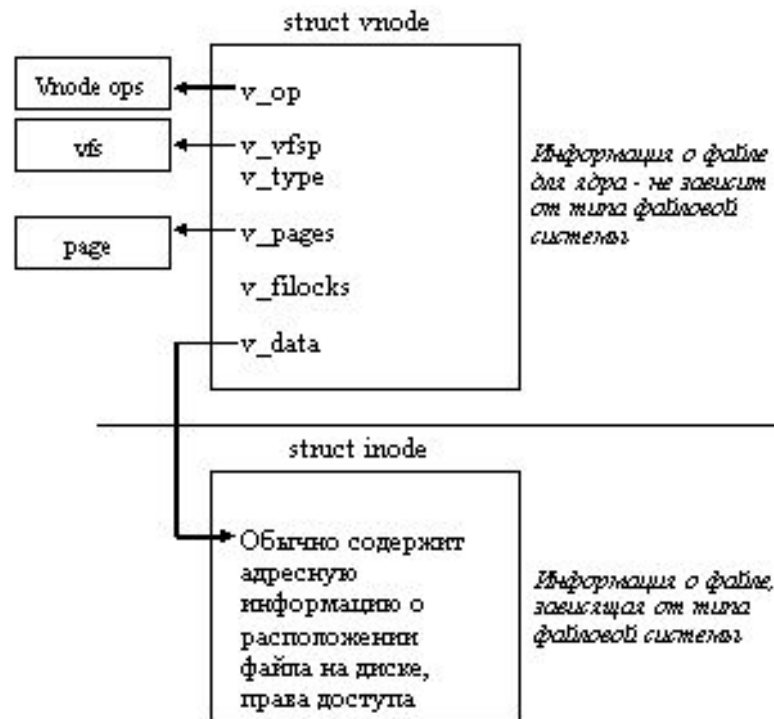 struct vnode
Vnode ops
v_op
vfs
v_vfsp
v_type
page
v_pages
v_filocks
v_data
Информация о файле
для ядра - не зависит
от типа файловой
системы
struct inode
Обычно содержит
адресную
информацию о
расположении
файла на диске,
права доступа
Информация о файле,
зависящая от типа
файловой системы